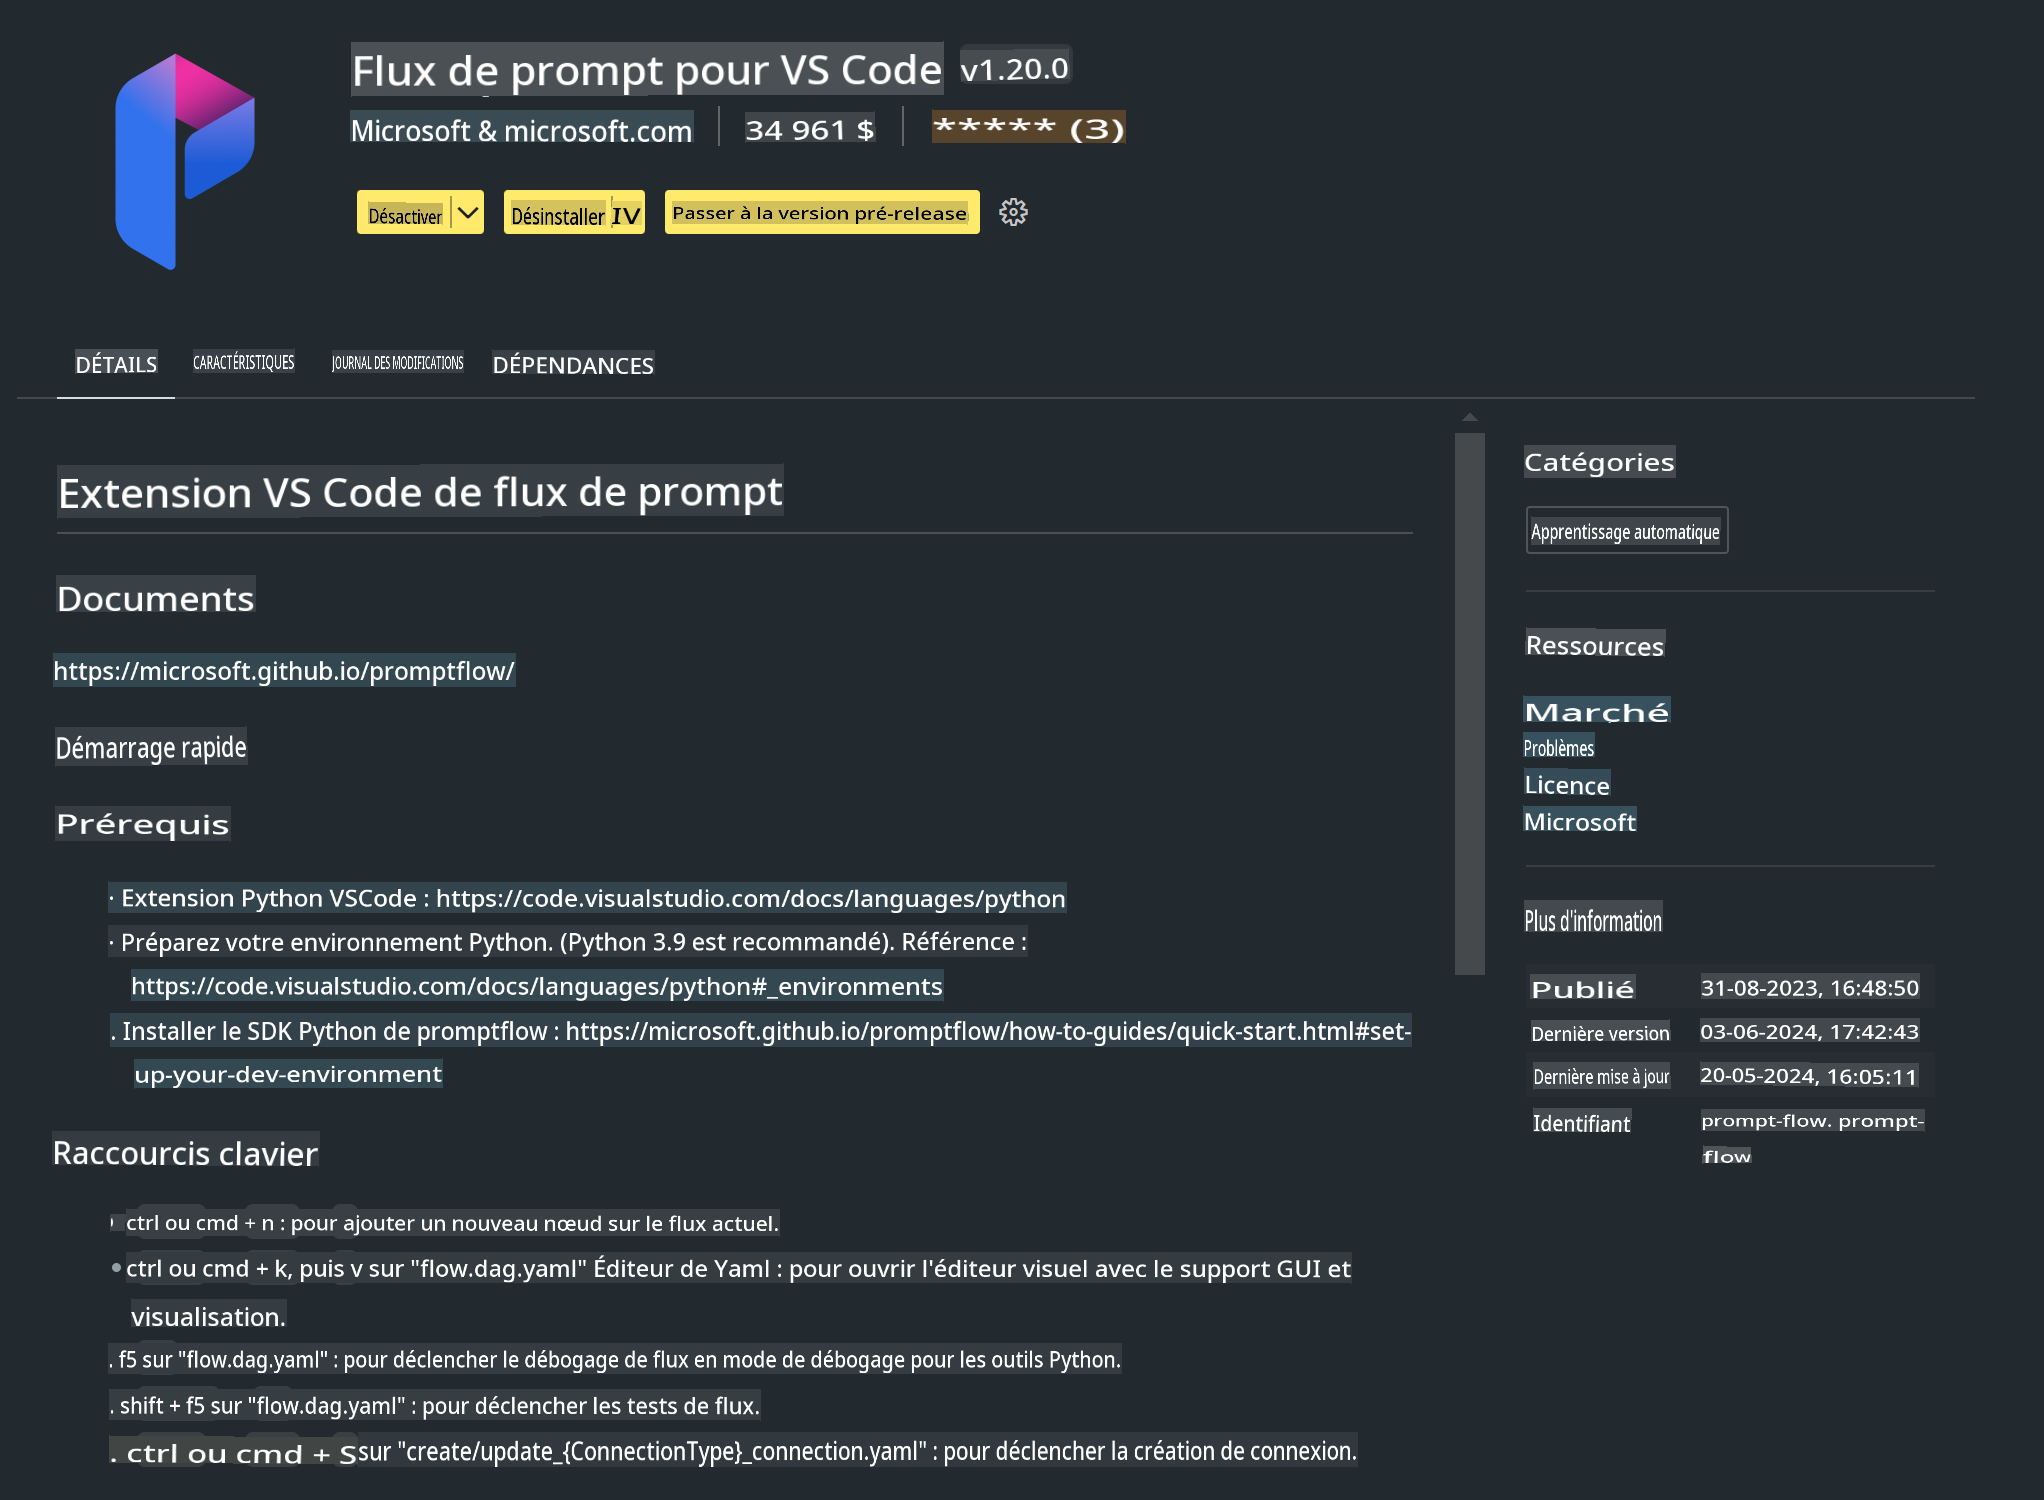 Flux de prompt pour VS Code v1.20.0
Microsoft & microsoft.com 34 961 $ ***** (3)
Désactiver Désinstaller IV Passer à la version pré-release
DÉTAILS CARACTÉRISTIQUES JOURNAL DES MODIFICATIONS DÉPENDANCES
Extension VS Code de flux de prompt
Documents
https://microsoft.github.io/promptflow/
Démarrage rapide
Prérequis
· Extension Python VSCode : https://code.visualstudio.com/docs/languages/python
· Préparez votre environnement Python. (Python 3.9 est recommandé). Référence :
https://code.visualstudio.com/docs/languages/python#_environments
. Installer le SDK Python de promptflow : https://microsoft.github.io/promptflow/how-to-guides/quick-start.html#set-
up-your-dev-environment
Raccourcis clavier
ctrl ou cmd + n : pour ajouter un nouveau nœud sur le flux actuel.
• ctrl ou cmd + k, puis v sur "flow.dag.yaml" Éditeur de Yaml : pour ouvrir l'éditeur visuel avec le support GUI et
visualisation.
. f5 sur "flow.dag.yaml" : pour déclencher le débogage de flux en mode de débogage pour les outils Python.
. shift + f5 sur "flow.dag.yaml" : pour déclencher les tests de flux.
. ctrl ou cmd + S sur "create/update_{ConnectionType}_connection.yaml" : pour déclencher la création de connexion.
Catégories
Apprentissage automatique
Ressources
Marché
Problèmes
Licence
Microsoft
Plus d'information
Publié 31-08-2023, 16:48:50
Dernière version 03-06-2024, 17:42:43
Dernière mise à jour 20-05-2024, 16:05:11
Identifiant prompt-flow. prompt-
flow